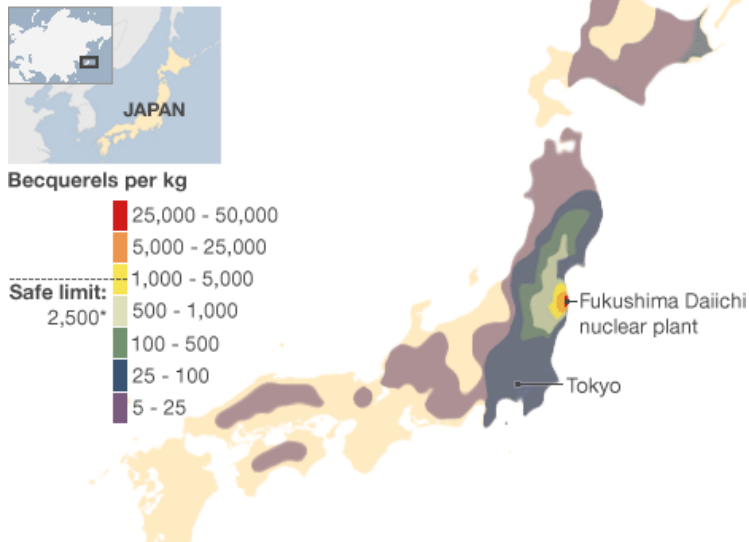 JAPAN
Becquerels per kg
25,000 - 50,000
5,000 - 25,000
1,000 - 5,000
Safe limit:
2,500*
500 - 1,000
100 - 500
25 - 100
5 - 25
Fukushima Daiichi
nuclear plant
Tokyo